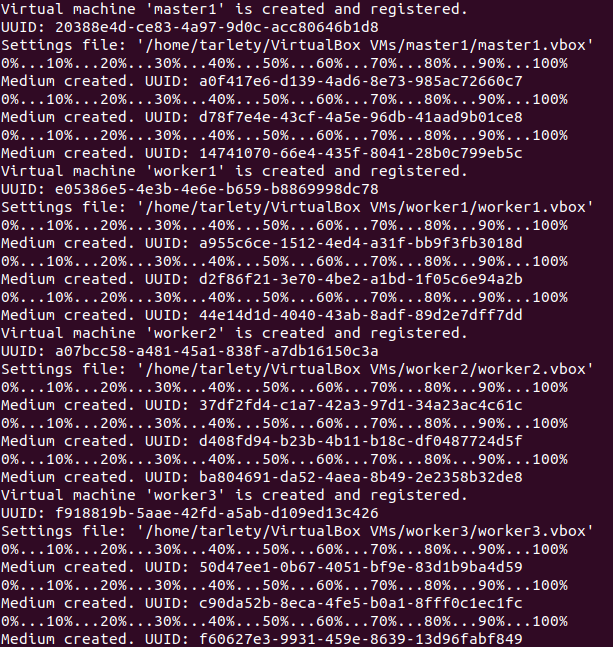 Virtual machine 'master1' is created and registered.
UUID: 20388e4d-ce83-4a97-9d0c-acc80646b1d8
Settings file: '/home/tarlety/VirtualBox VMs/master1/master1.vbox'
0%...10%...20%...30%...40%...50%...60%...70%...80%...90%...100%
Medium created. UUID: a0f417e6-d139-4ad6-8e73-985ac72660c7
0%...10%...20%...30%...40%...50%...60%...70%...80%...90%...100%
Medium created. UUID: d78f7e4e-43cf-4a5e-96db-41aad9b01ce8
0%...10%...20%...30%...40%...50%...60%...70%...80%...90%...100%
Medium created. UUID: 14741070-66e4-435f-8041-28b0c799eb5c
Virtual machine 'worker1' is created and registered.
UUID: e05386e5-4e3b-4e6e-b659-b8869998dc78
Settings file: '/home/tarlety/VirtualBox VMs/worker1/worker1.vbox'
0%...10%...20%...30%...40%...50%...60%...70%...80%...90%...100%
Medium created. UUID: a955c6ce-1512-4ed4-a31f-bb9f3fb3018d
0%...10%...20%...30%...40%...50%...60%...70%...80%...90%...100%
Medium created. UUID: d2f86f21-3e70-4be2-a1bd-1f05c6e94a2b
0%...10%...20%...30%...40%...50%...60%...70%...80%...90%...100%
Medium created. UUID: 44e14d1d-4040-43ab-8adf-89d2e7dff7dd
Virtual machine 'worker2' is created and registered.
UUID: a07bcc58-a481-45a1-838f-a7db16150c3a
Settings file: '/home/tarlety/VirtualBox VMs/worker2/worker2.vbox'
0%...10%...20%...30%...40%...50%...60%...70%...80%...90%...100%
Medium created. UUID: 37df2fd4-c1a7-42a3-97d1-34a23ac4c61c
0%...10%...20%...30%...40%...50%...60%...70%...80%...90%...100%
Medium created. UUID: d408fd94-b23b-4b11-b18c-df0487724d5f
0%...10%...20%...30%...40%...50%...60%...70%...80%...90%...100%
Medium created. UUID: ba804691-da52-4aea-8b49-2e2358b32de8
Virtual machine 'worker3' is created and registered.
UUID: f918819b-5aae-42fd-a5ab-d109ed13c426
Settings file: '/home/tarlety/VirtualBox VMs/worker3/worker3.vbox'
0%...10%...20%...30%...40%...50%...60%...70%...80%...90%...100%
Medium created. UUID: 50d47ee1-0b67-4051-bf9e-83d1b9ba4d59
0%...10%...20%...30%...40%...50%...60%...70%...80%...90%...100%
Medium created. UUID: c90da52b-8eca-4fe5-b0a1-8fff0c1ec1fc
0%...10%...20%...30%...40%...50%...60%...70%...80%...90%...100%
Medium created. UUID: f60627e3-9931-459e-8639-13d96fabf849